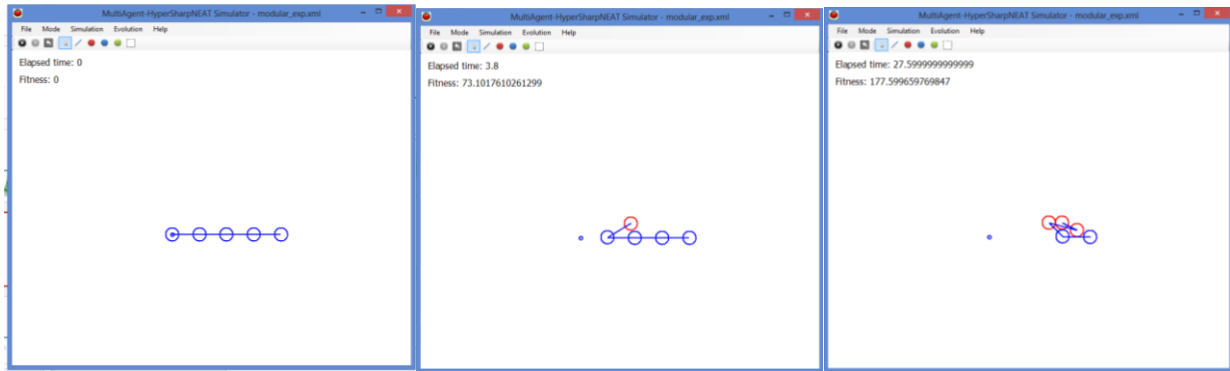 MultiAgent-HyperSharpNEAT Simulator - modular_exp.xml
File Mode Simulation Evolution Help
Elapsed time: 0
Fitness: 0
MultiAgent-HyperSharpNEAT Simulator - modular_exp.xml
File Mode Simulation Evolution Help
Elapsed time: 3.8
Fitness: 73.1017610261299
MultiAgent-HyperSharpNEAT Simulator - modular_exp.xml
File Mode Simulation Evolution Help
Elapsed time: 27.5999999999999
Fitness: 177.599659769847